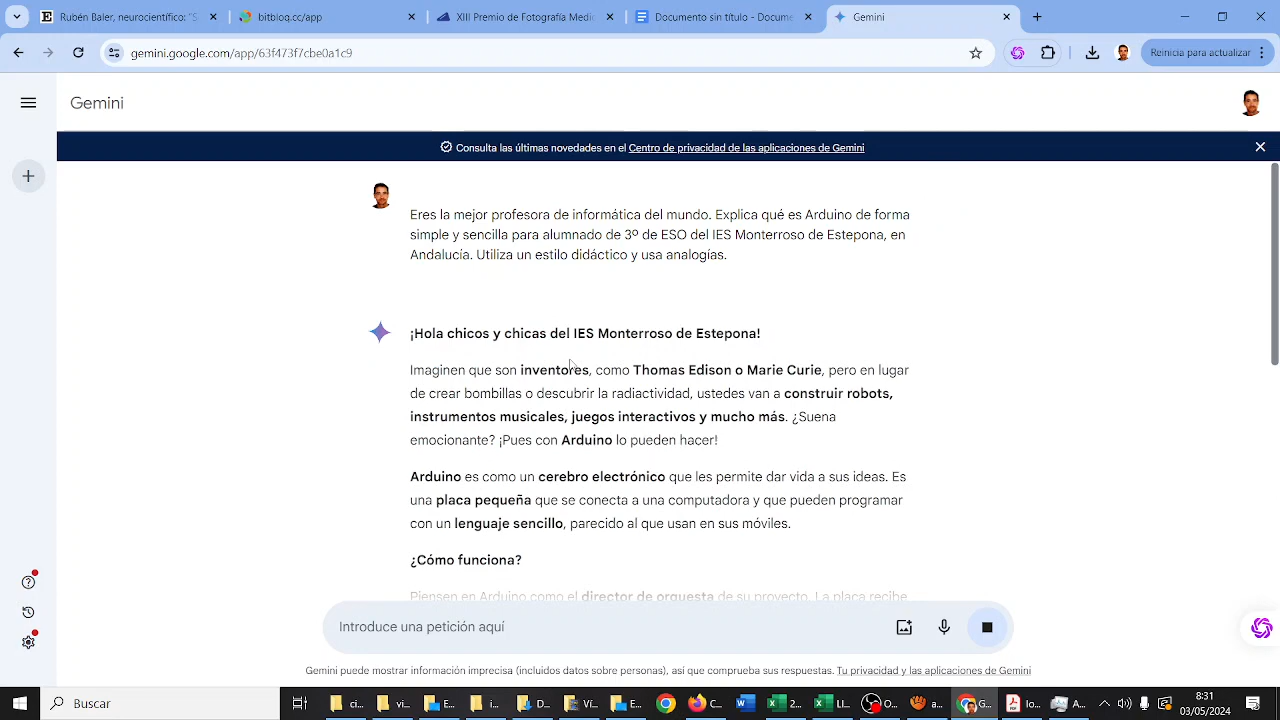 Rubén Baler, neurocientífico: "S
bitbloq.cc/app
XIII Premio de Fotografía Medio
Documento sin título - Docume
Gemini
gemini.google.com/app/63f473f7cbe0a1c9
Reinicia para actualizar
Gemini
Consulta las últimas novedades en el Centro de privacidad de las aplicaciones de Gemini
Eres la mejor profesora de informática del mundo. Explica qué es Arduino de forma
simple y sencilla para alumnado de 3º de ESO del IES Monterroso de Estepona, en
Andalucía. Utiliza un estilo didáctico y usa analogías.
¡Hola chicos y chicas del IES Monterroso de Estepona!
Imaginen que son inventores, como Thomas Edison o Marie Curie, pero en lugar
de crear bombillas o descubrir la radiactividad, ustedes van a construir robots,
instrumentos musicales, juegos interactivos y mucho más. ¿Suena
emocionante? ¡Pues con Arduino lo pueden hacer!
Arduino es como un cerebro electrónico que les permite dar vida a sus ideas. Es
una placa pequeña que se conecta a una computadora y que pueden programar
con un lenguaje sencillo, parecido al que usan en sus móviles.
¿Cómo funciona?
Piensen en Arduino como el director de orquesta de su proyecto. La placa recibe
Introduce una petición aquí
Gemini puede mostrar información imprecisa (incluidos datos sobre personas), así que comprueba sus respuestas. Tu privacidad y las aplicaciones de Gemini
Buscar
8:31
03/05/2024